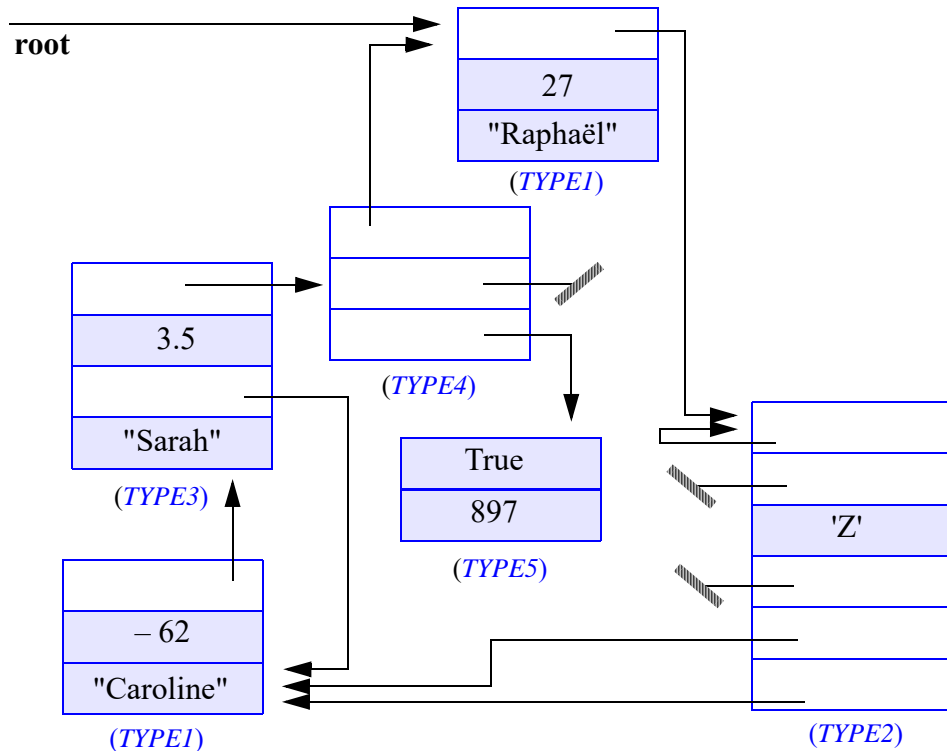 root
27
"Raphaël"
(TYPE1)
3.5
"Sarah"
(TYPE3)
(TYPE4)
True
897
(TYPE5)
'Z'
(TYPE2)
– 62
"Caroline"
(TYPE1)